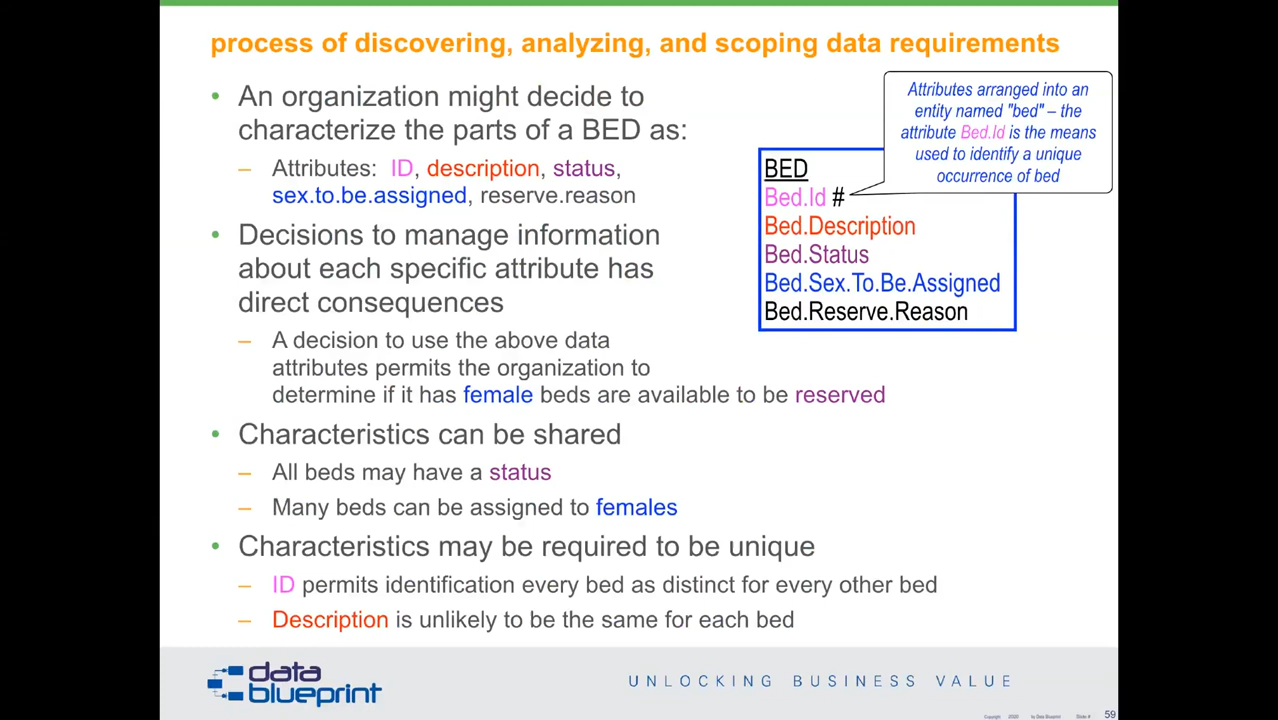 process of discovering, analyzing, and scoping data requirements
• An organization might decide to
characterize the parts of a BED as:
– Attributes: ID, description, status,
sex.to.be.assigned, reserve.reason
• Decisions to manage information
about each specific attribute has
direct consequences
– A decision to use the above data
attributes permits the organization to
determine if it has female beds are available to be reserved
• Characteristics can be shared
– All beds may have a status
– Many beds can be assigned to females
• Characteristics may be required to be unique
– ID permits identification every bed as distinct for every other bed
– Description is unlikely to be the same for each bed
Attributes arranged into an
entity named "bed" – the
attribute Bed.Id is the means
used to identify a unique
occurrence of bed
BED
Bed.Id #
Bed.Description
Bed.Status
Bed.Sex.To.Be.Assigned
Bed.Reserve.Reason
data
blueprint
UNLOCKING BUSINESS VALUE
Copyright 2020 by Data Blueprint Slide # 59